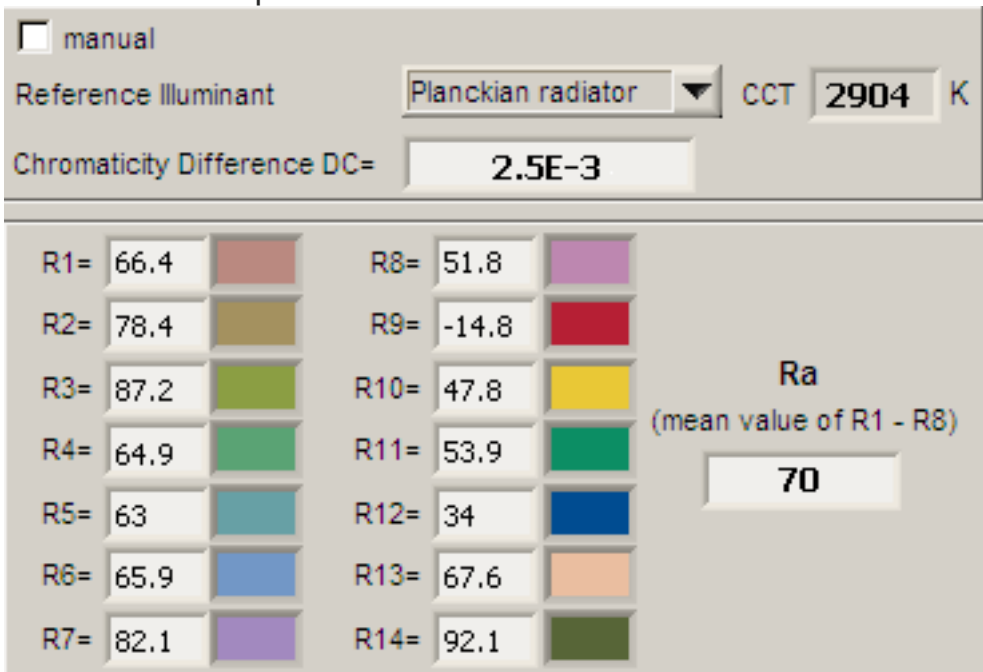 manual
Reference Illuminant Planckian radiator CCT 2904 K
Chromaticity Difference DC= 2.5E-3
R1= 66.4 R8= 51.8
R2= 78.4 R9= -14.8
R3= 87.2 R10= 47.8
Ra
(mean value of R1 - R8)
R4= 64.9 R11= 53.9
70
R5= 63 R12= 34
R6= 65.9 R13= 67.6
R7= 82.1 R14= 92.1